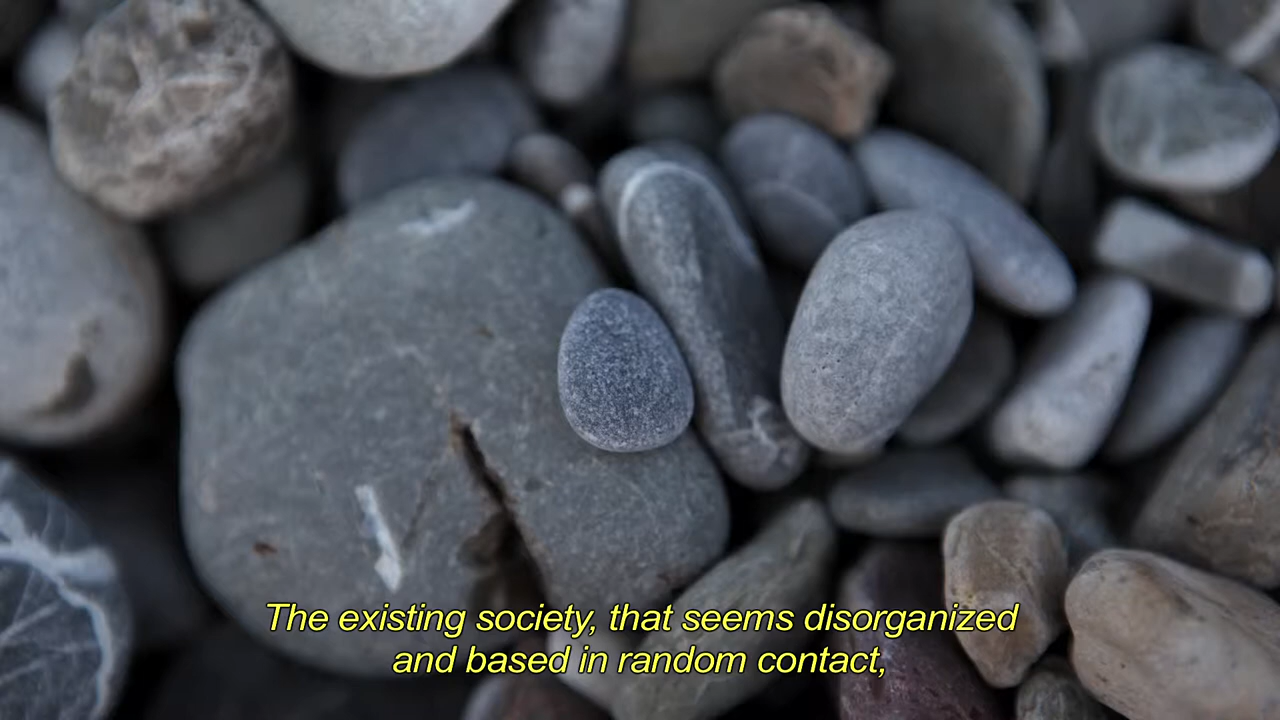 The existing society, that seems disorganized
and based in random contact,